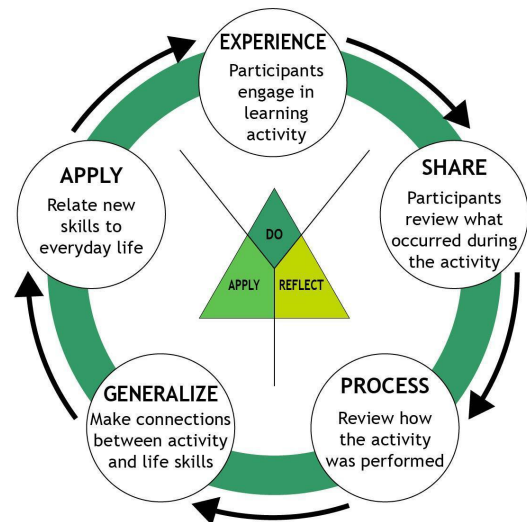 EXPERIENCE
Participants
engage in
learning
activity
SHARE
Participants
review what
occurred during
the activity
PROCESS
Review how
the activity
was performed
GENERALIZE
Make connections
between activity
and life skills
APPLY
Relate new
skills to
everyday life
DO
APPLY
REFLECT